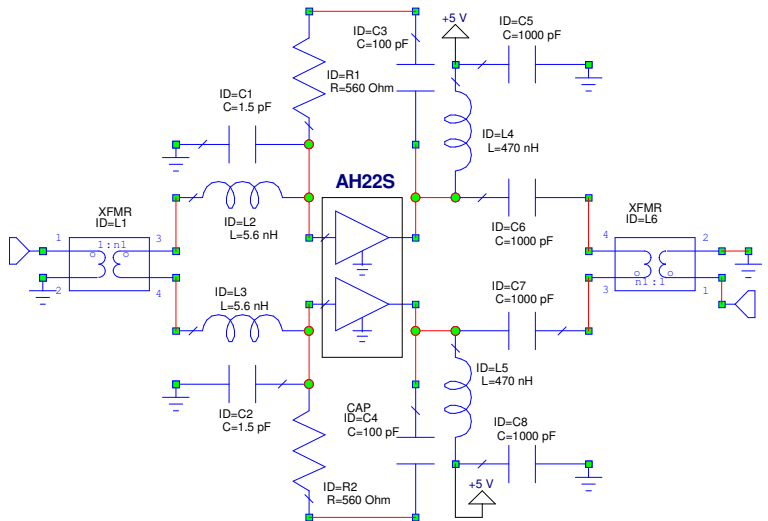 +5 V
ID=C5
C=1000 pF
ID=C3
C=100 pF
ID=R1
R=560 Ohm
ID=C1
C=1.5 pF
ID=L4
L=470 nH
AH22S
ID=L2
L=5.6 nH
ID=C6
C=1000 pF
XFMR
ID=L1
1
1:n1
3
2
4
XFMR
ID=L6
4
2
n1:1
3
1
ID=C7
C=1000 pF
ID=L3
L=5.6 nH
ID=L5
L=470 nH
ID=C2
C=1.5 pF
CAP
ID=C4
C=100 pF
ID=C8
C=1000 pF
ID=R2
R=560 Ohm
+5 V